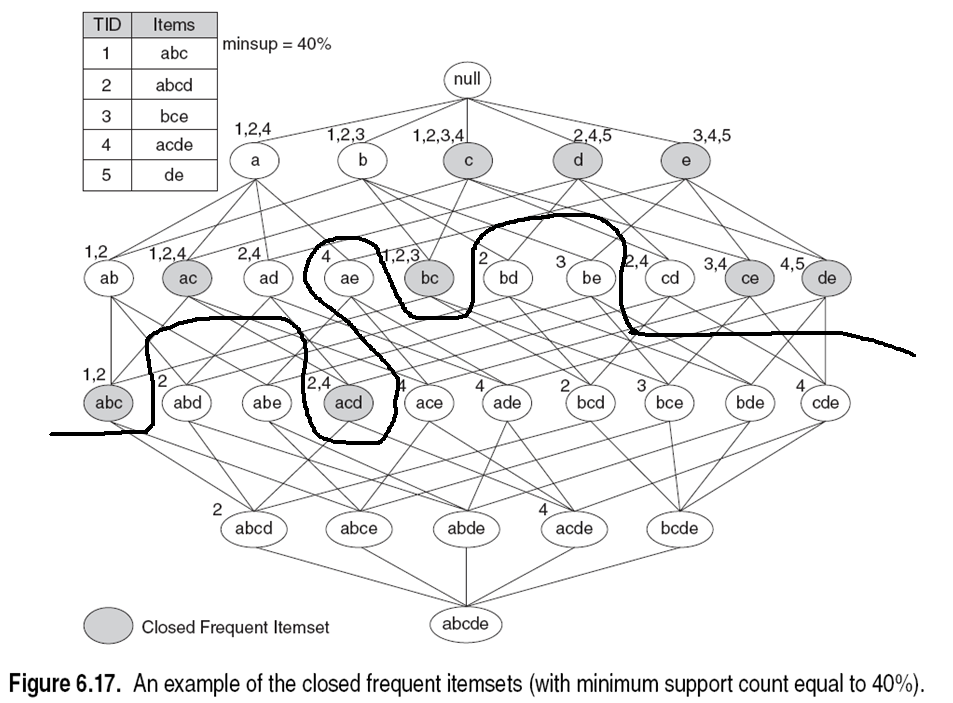 TID Items
1 abc
2 abcd
3 bce
4 acde
5 de
minsup = 40%
null
1,2,4 1,2,3 1,2,3,4 2,4,5 3,4,5
a b c d e
1,2 1,2,4 2,4 4 1,2,3 2 3 2,4 3,4 4,5
ab ac ad ae bc bd be cd ce de
1,2 2 2,4 4 4 2 3 4
abc abd abe acd ace ade bcd bce bde cde
2 4
abcd abce abde acde bcde
abcde
Closed Frequent Itemset
Figure 6.17. An example of the closed frequent itemsets (with minimum support count equal to 40%).